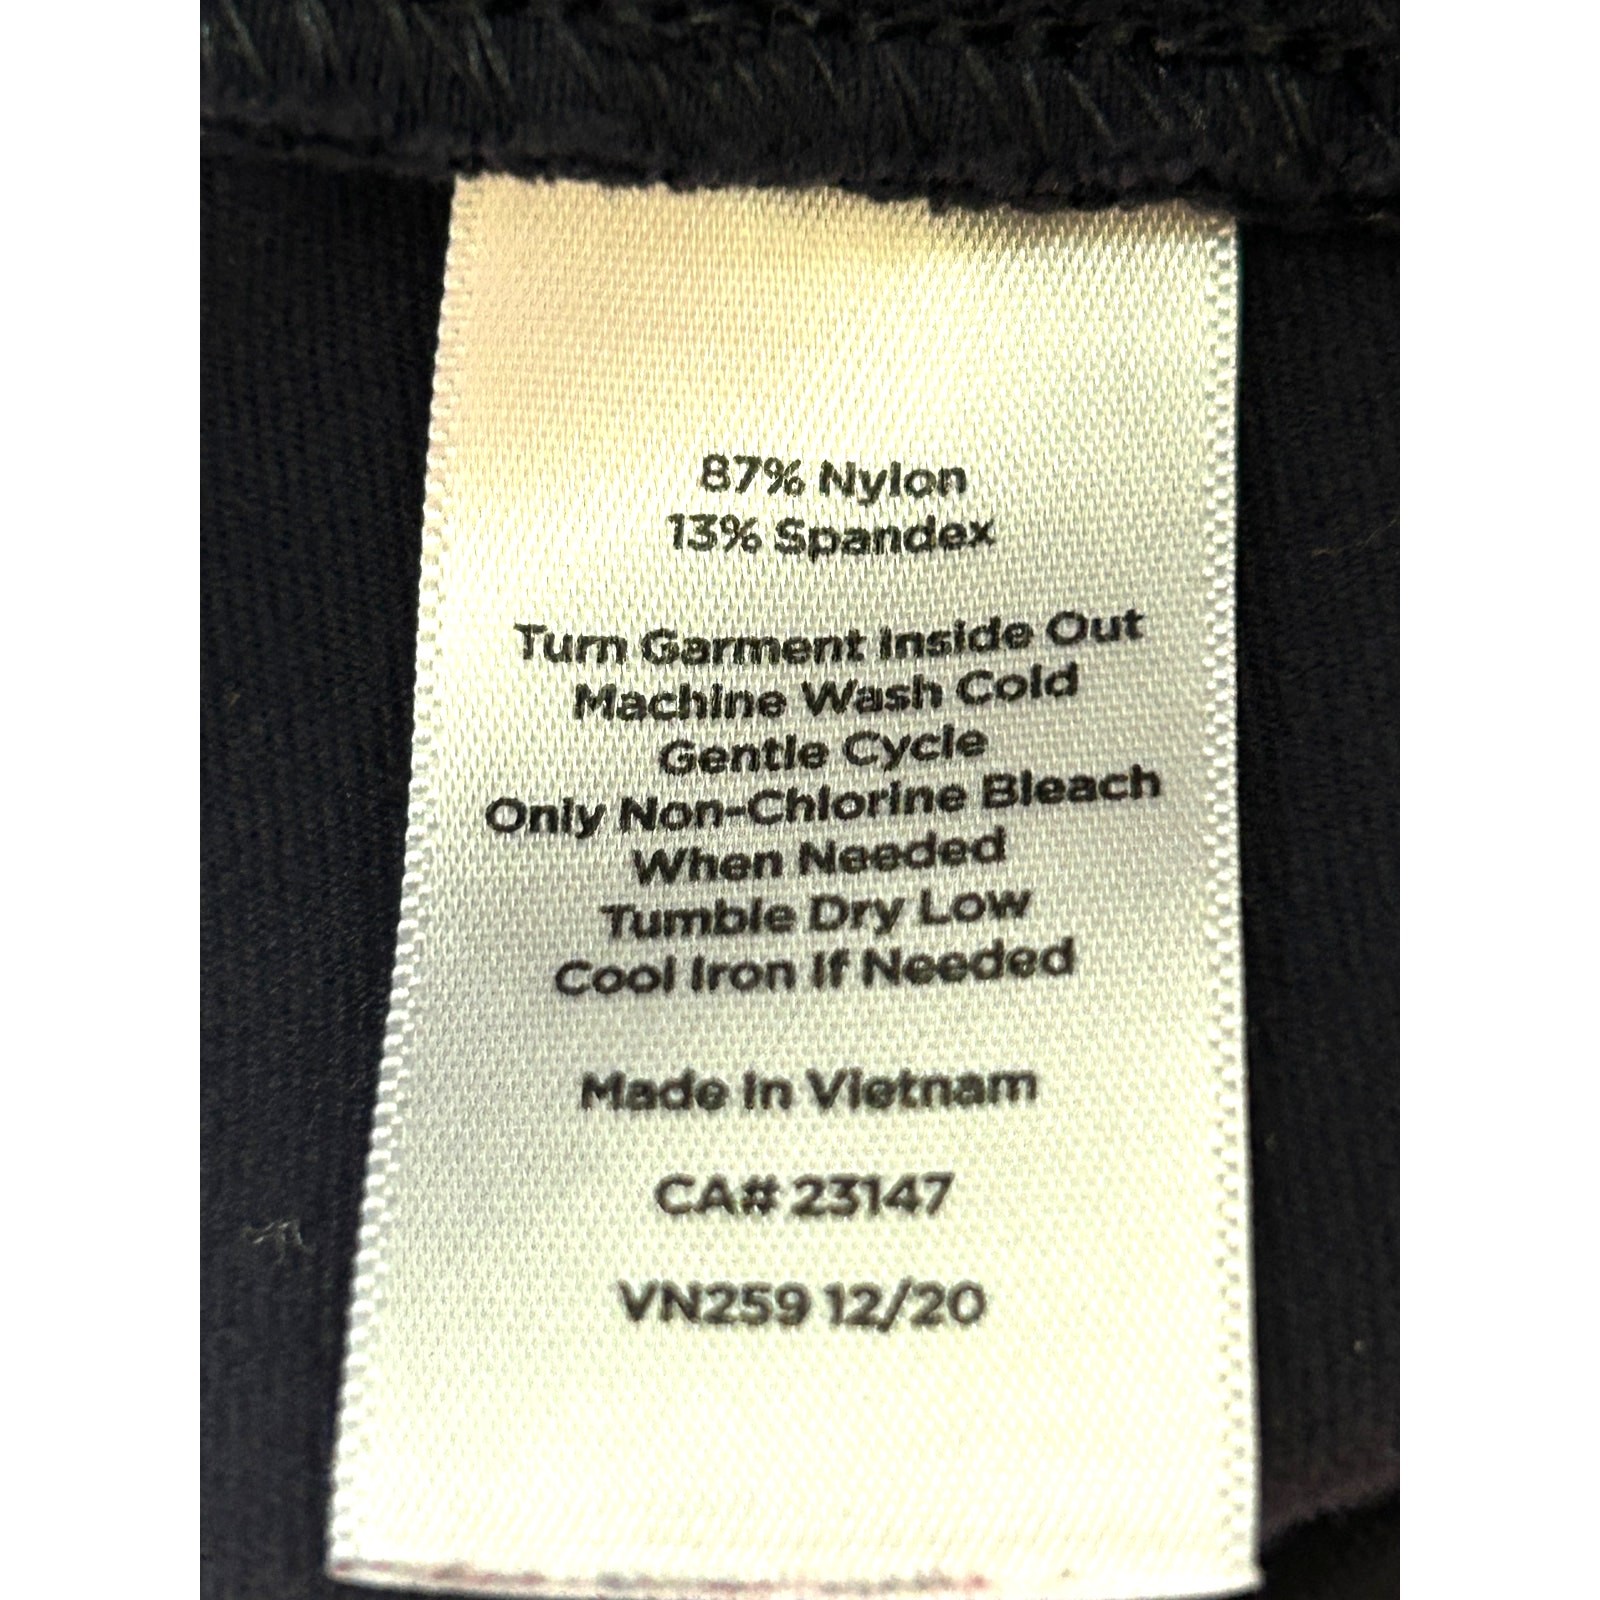 87% Nylon
13% Spandex
Turn Garment Inside Out
Machine Wash Cold
Gentle Cycle
Only Non-Chlorine Bleach
When Needed
Tumble Dry Low
Cool Iron If Needed
Made In Vietnam
CA# 23147
VN259 12/20